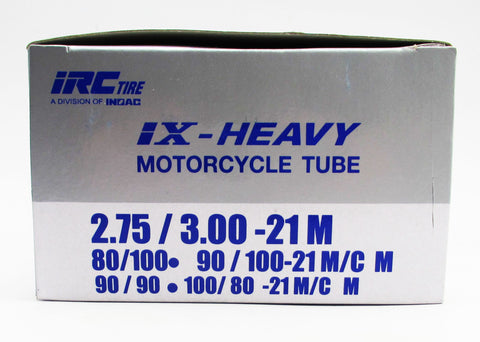 iRC TIRE
A DIVISION OF INOAC
iX-HEAVY
MOTORCYCLE TUBE
2.75 / 3.00 -21 M
80/100• 90 / 100-21 M/C M
90 / 90 • 100/ 80 -21 M/C M